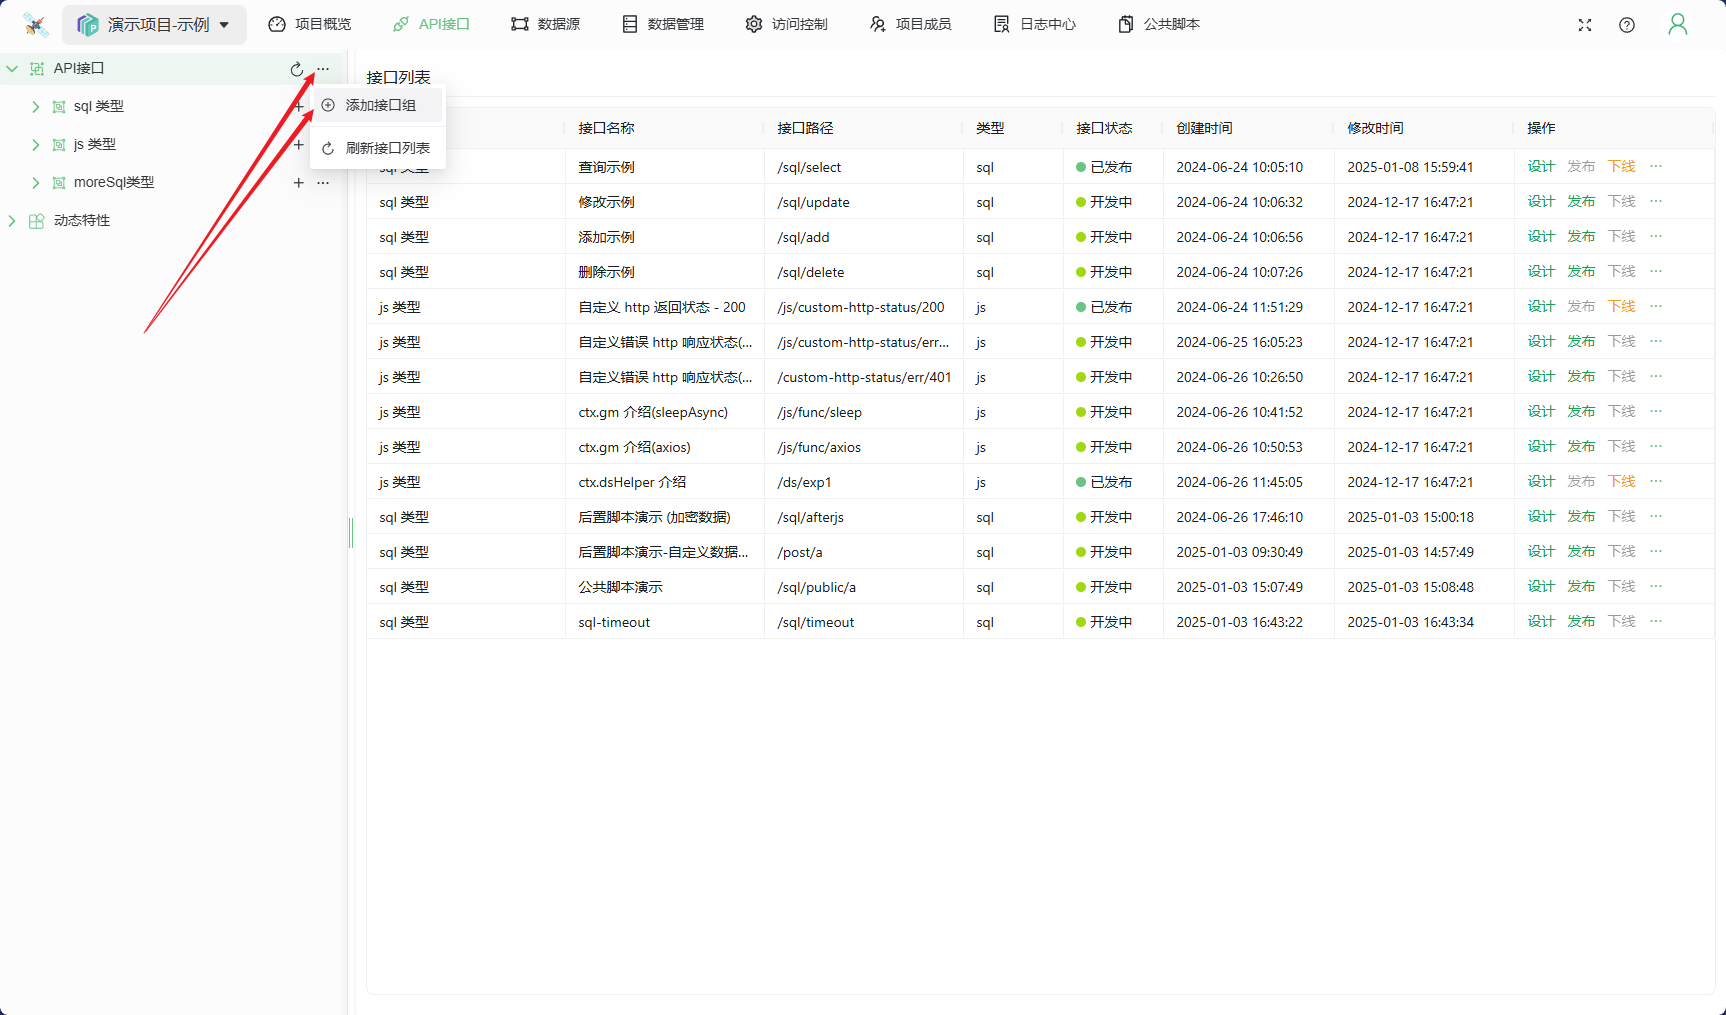 演示项目-示例 项目概览 API接口 数据源 数据管理 访问控制 项目成员 日志中心 公共脚本
API接口
sql 类型
js 类型
moreSql类型
动态特性
添加接口组
刷新接口列表
接口列表
接口名称 接口路径 类型 接口状态 创建时间 修改时间 操作
sql 类型 查询示例 /sql/select sql 已发布 2024-06-24 10:05:10 2025-01-08 15:59:41 设计 发布 下线 ···
sql 类型 修改示例 /sql/update sql 开发中 2024-06-24 10:06:32 2024-12-17 16:47:21 设计 发布 下线 ···
sql 类型 添加示例 /sql/add sql 开发中 2024-06-24 10:06:56 2024-12-17 16:47:21 设计 发布 下线 ···
sql 类型 删除示例 /sql/delete sql 开发中 2024-06-24 10:07:26 2024-12-17 16:47:21 设计 发布 下线 ···
js 类型 自定义 http 返回状态 - 200 /js/custom-http-status/200 js 已发布 2024-06-24 11:51:29 2024-12-17 16:47:21 设计 发布 下线 ···
js 类型 自定义错误 http 响应状态(... /js/custom-http-status/err... js 开发中 2024-06-25 16:05:23 2024-12-17 16:47:21 设计 发布 下线 ···
js 类型 自定义错误 http 响应状态(... /custom-http-status/err/401 js 开发中 2024-06-26 10:26:50 2024-12-17 16:47:21 设计 发布 下线 ···
js 类型 ctx.gm 介绍(sleepAsync) /js/func/sleep js 开发中 2024-06-26 10:41:52 2024-12-17 16:47:21 设计 发布 下线 ···
js 类型 ctx.gm 介绍(axios) /js/func/axios js 开发中 2024-06-26 10:50:53 2024-12-17 16:47:21 设计 发布 下线 ···
js 类型 ctx.dsHelper 介绍 /ds/exp1 js 已发布 2024-06-26 11:45:05 2024-12-17 16:47:21 设计 发布 下线 ···
sql 类型 后置脚本演示 (加密数据) /sql/afterjs sql 开发中 2024-06-26 17:46:10 2025-01-03 15:00:18 设计 发布 下线 ···
sql 类型 后置脚本演示-自定义数据... /post/a sql 开发中 2025-01-03 09:30:49 2025-01-03 14:57:49 设计 发布 下线 ···
sql 类型 公共脚本演示 /sql/public/a sql 开发中 2025-01-03 15:07:49 2025-01-03 15:08:48 设计 发布 下线 ···
sql 类型 sql-timeout /sql/timeout sql 开发中 2025-01-03 16:43:22 2025-01-03 16:43:34 设计 发布 下线 ···